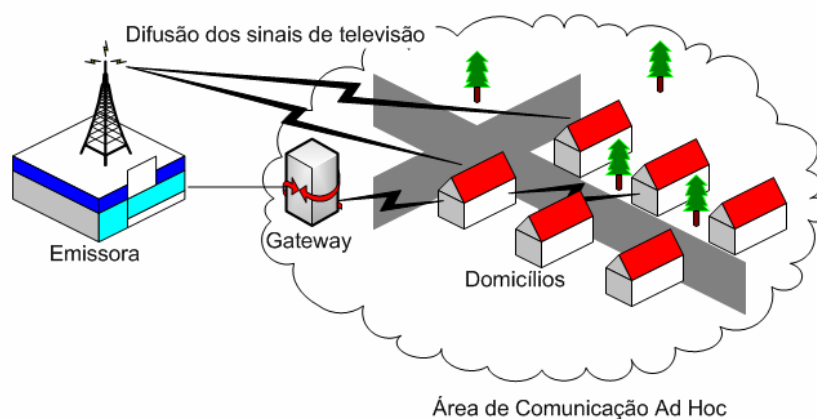 Difusão dos sinais de televisão
Emissora
Gateway
Domicílios
Área de Comunicação Ad Hoc